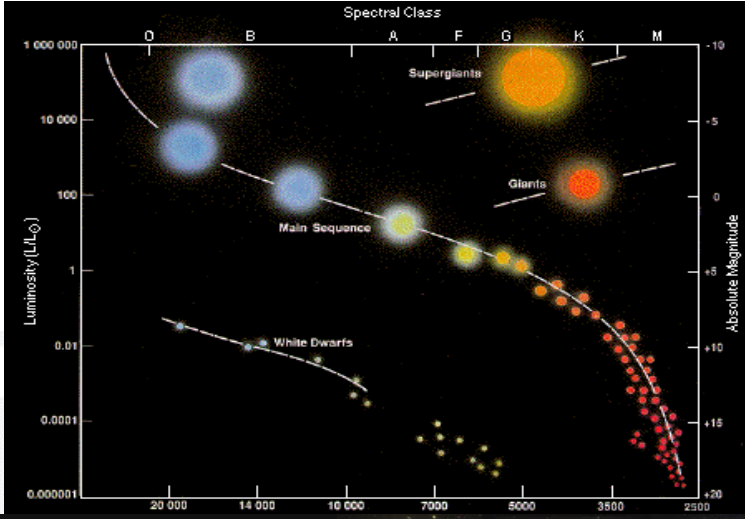 Spectral Class
O B A F G K M
1 000 000
10 000
100
1
0.01
0.0001
0.000001
Luminosity (L/L☉)
Supergiants
Giants
Main Sequence
White Dwarfs
-10
-5
0
+5
+10
+15
+20
Absolute Magnitude
20 000 14 000 10 000 7000 5000 3500 2500